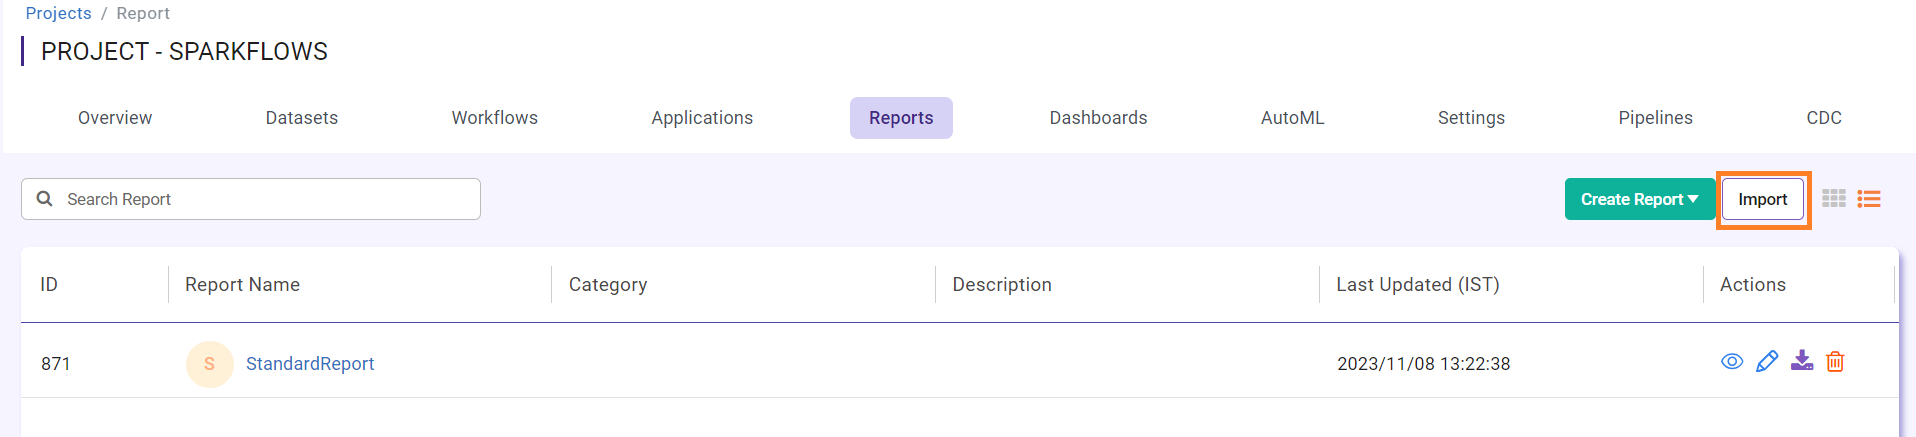 Projects / Report
PROJECT - SPARKFLOWS
Overview Datasets Workflows Applications Reports Dashboards AutoML Settings Pipelines CDC
Search Report Create Report Import
ID Report Name Category Description Last Updated (IST) Actions
871 S StandardReport 2023/11/08 13:22:38